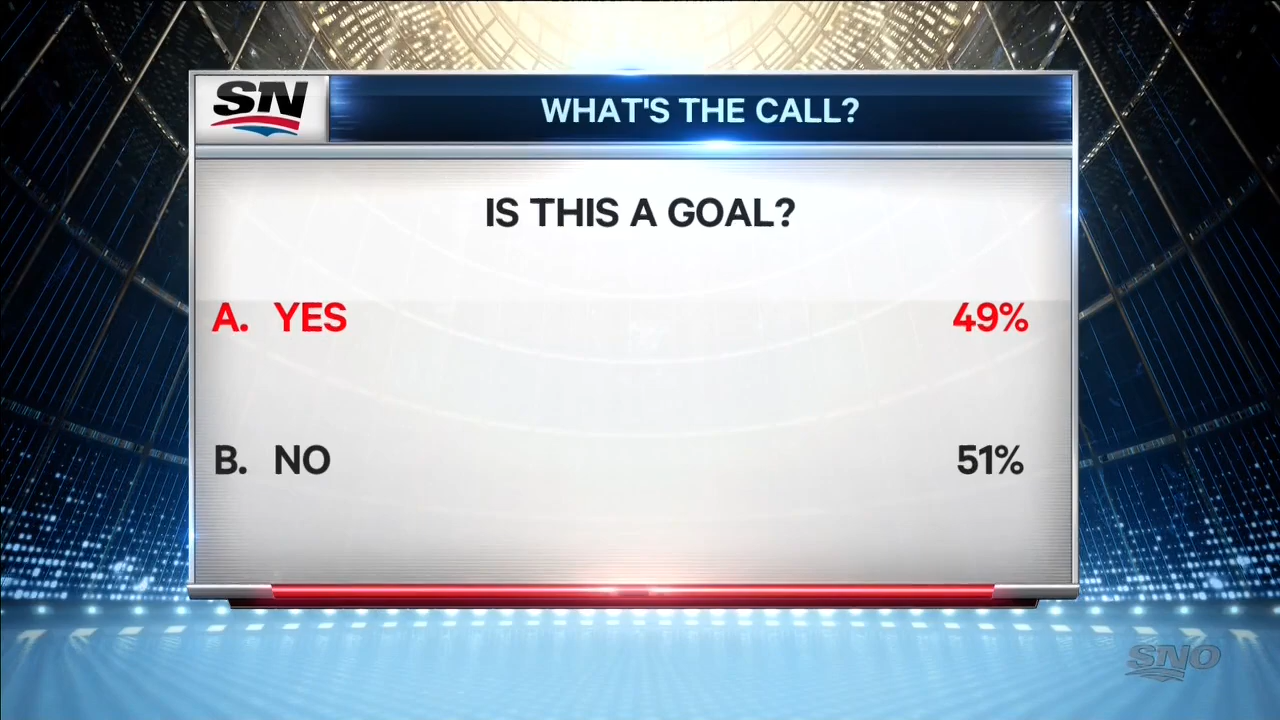 SN
WHAT'S THE CALL?
IS THIS A GOAL?
A. YES 49%
B. NO 51%
SNO